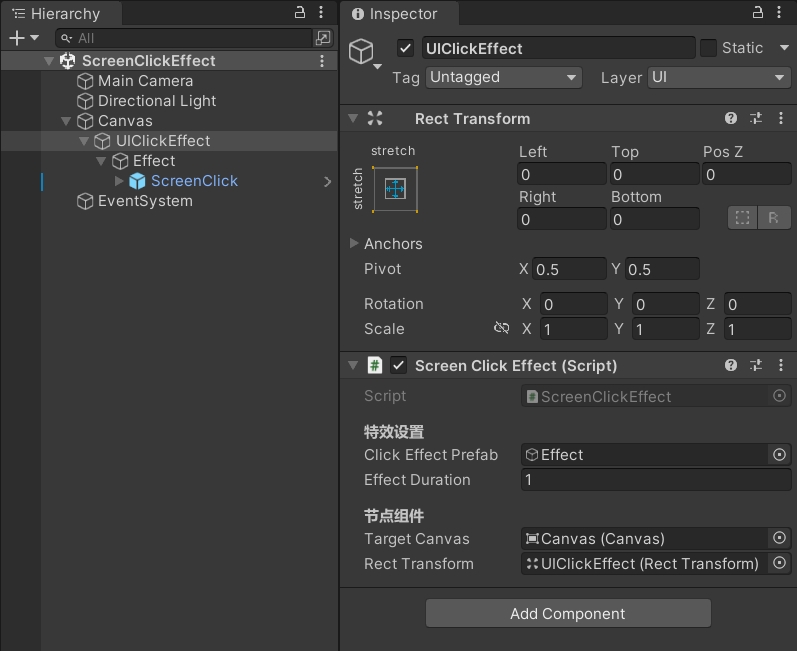 Hierarchy
All
ScreenClickEffect
Main Camera
Directional Light
Canvas
UIClickEffect
Effect
ScreenClick
EventSystem
Inspector
UIClickEffect
Static
Tag Untagged Layer UI
Rect Transform
stretch
stretch
Left Top Pos Z
0 0 0
Right Bottom
0 0
R
Anchors
Pivot X 0.5 Y 0.5
Rotation X 0 Y 0 Z 0
Scale X 1 Y 1 Z 1
# Screen Click Effect (Script)
Script # ScreenClickEffect
特效设置
Click Effect Prefab Effect
Effect Duration 1
节点组件
Target Canvas Canvas (Canvas)
Rect Transform UIClickEffect (Rect Transform)
Add Component